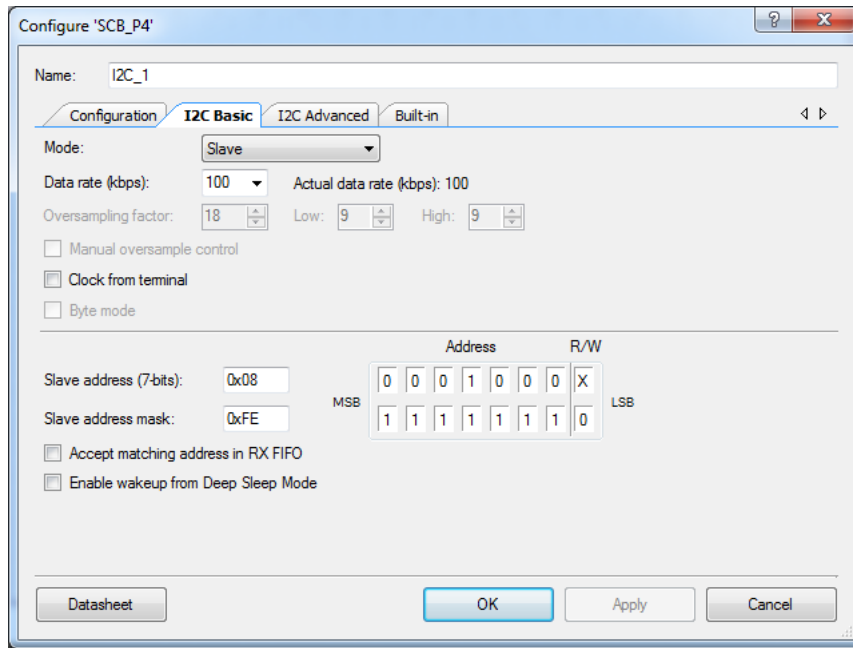 Configure 'SCB_P4'
Name: I2C_1
Configuration I2C Basic I2C Advanced Built-in
Mode: Slave
Data rate (kbps): 100 Actual data rate (kbps): 100
Oversampling factor: 18 Low: 9 High: 9
Manual oversample control
Clock from terminal
Byte mode
Address R/W
Slave address (7-bits): 0x08 0 0 0 1 0 0 0 X
MSB LSB
Slave address mask: 0xFE 1 1 1 1 1 1 1 0
Accept matching address in RX FIFO
Enable wakeup from Deep Sleep Mode
Datasheet OK Apply Cancel